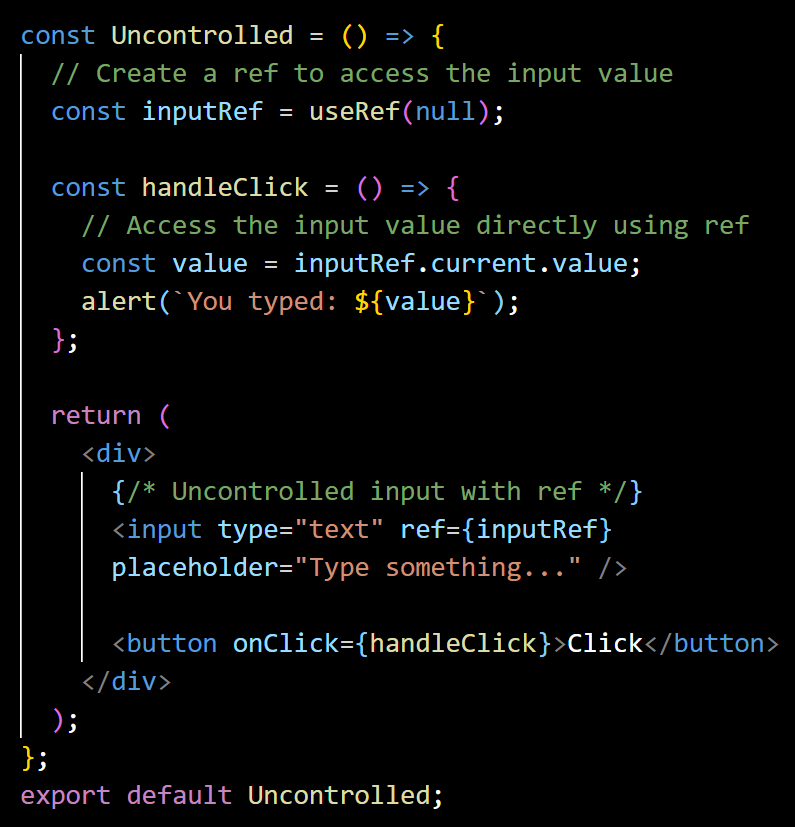 const Uncontrolled = () => {
  // Create a ref to access the input value
  const inputRef = useRef(null);

  const handleClick = () => {
    // Access the input value directly using ref
    const value = inputRef.current.value;
    alert(`You typed: ${value}`);
  };

  return (
    <div>
      {/* Uncontrolled input with ref */}
      <input type="text" ref={inputRef}
      placeholder="Type something..." />

      <button onClick={handleClick}>Click</button>
    </div>
  );
};
export default Uncontrolled;